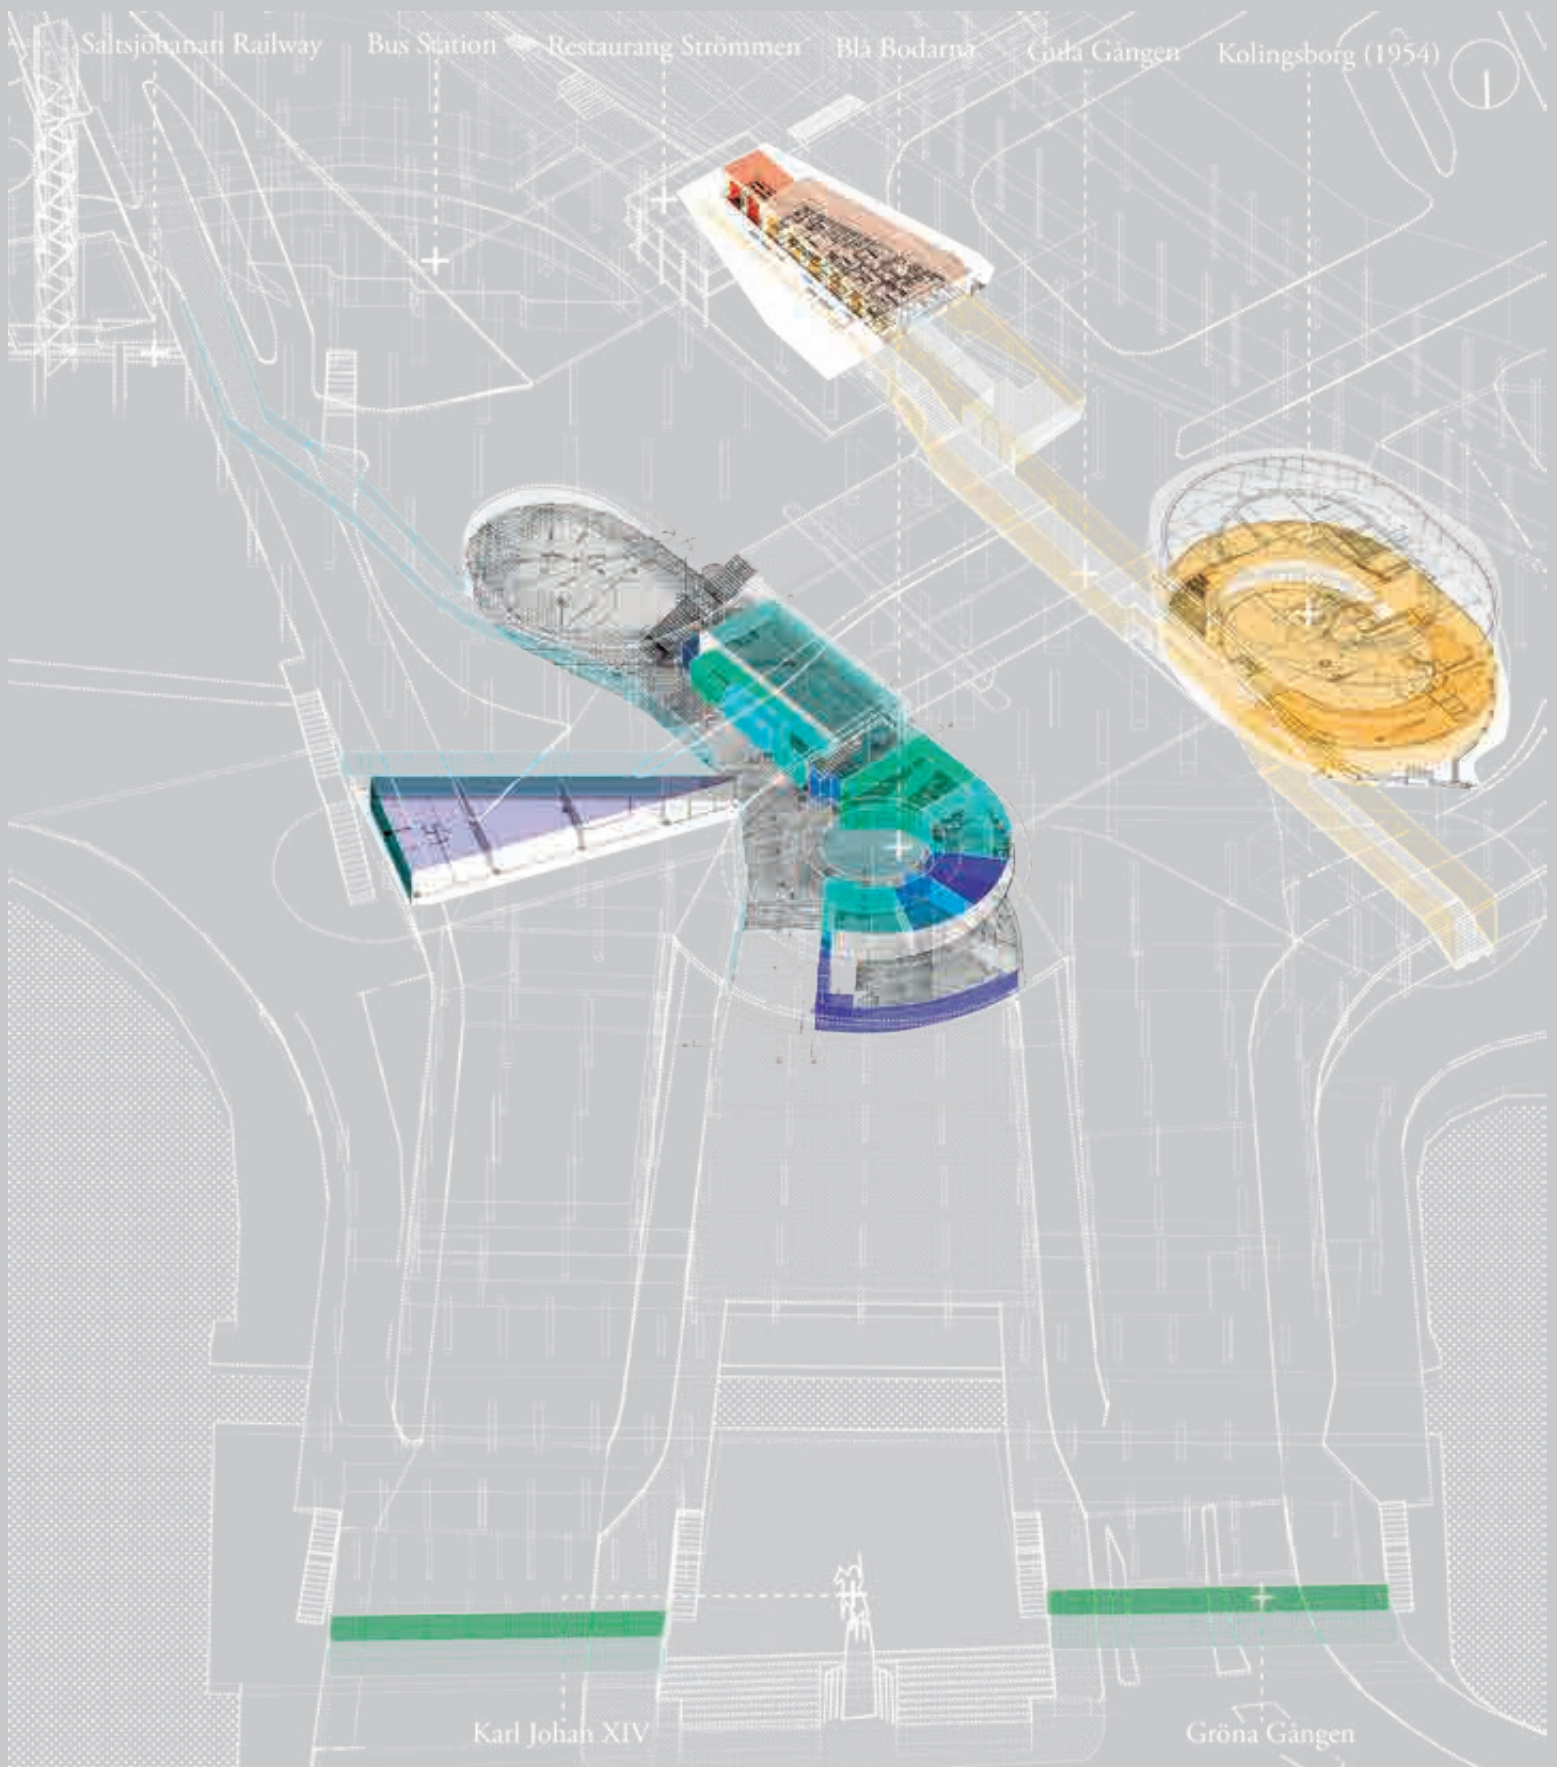 Saltsjöbanan Railway
Bus Station
Restaurang Strömmen
Blå Bodarna
Gula Gången
Kolingsborg (1954)
Karl Johan XIV
Gröna Gången